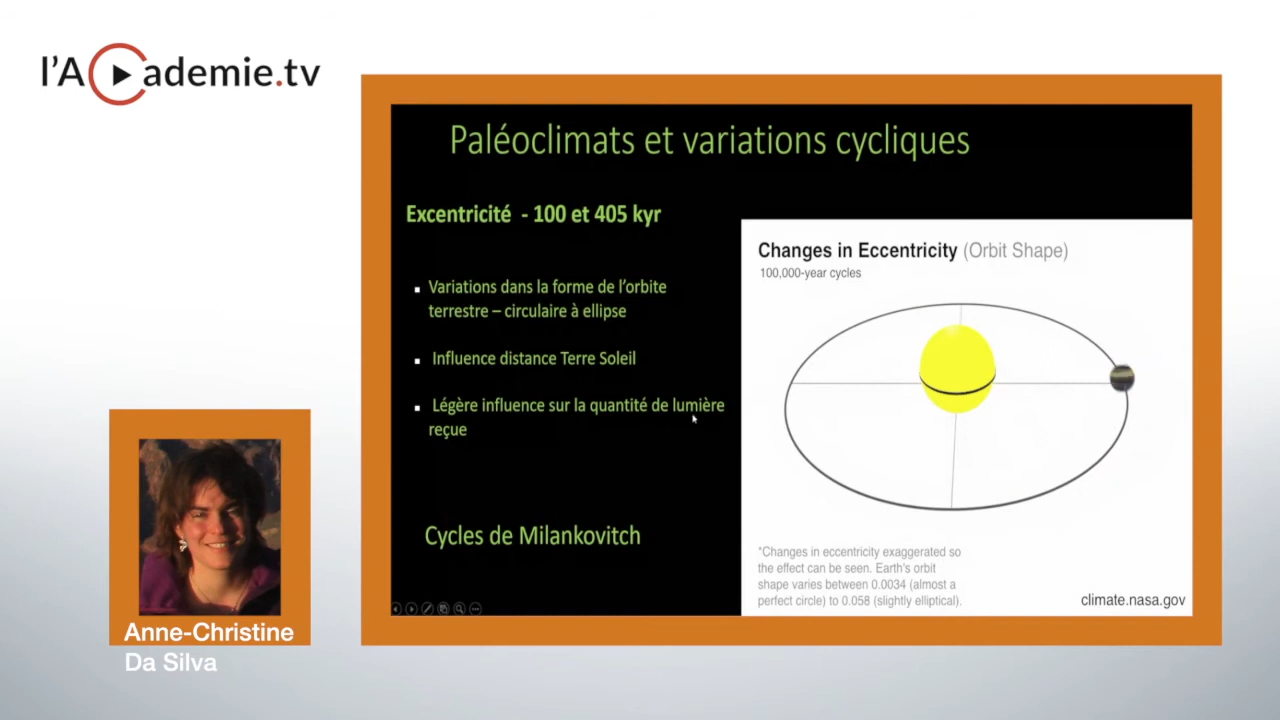 l'Académie.tv
Paléoclimats et variations cycliques
Excentricité - 100 et 405 kyr
Variations dans la forme de l'orbite
terrestre – circulaire à ellipse
Influence distance Terre Soleil
Légère influence sur la quantité de lumière
reçue
Cycles de Milankovitch
Changes in Eccentricity (Orbit Shape)
100,000-year cycles
*Changes in eccentricity exaggerated so
the effect can be seen. Earth's orbit
shape varies between 0.0034 (almost a
perfect circle) to 0.058 (slightly elliptical).
climate.nasa.gov
Anne-Christine
Da Silva